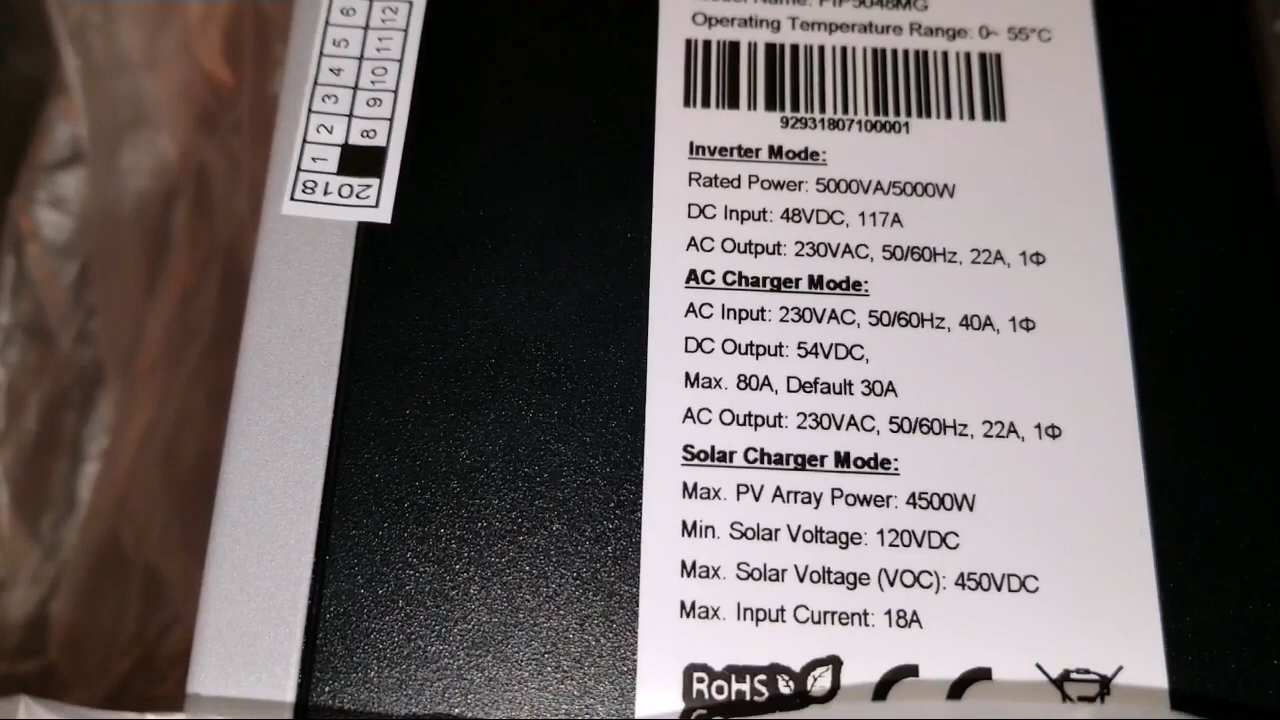 6 12
5 11
4 10
3 9
2 8
1
2018
Model Name: PIP5048MG
Operating Temperature Range: 0~ 55°C
92931807100001
Inverter Mode:
Rated Power: 5000VA/5000W
DC Input: 48VDC, 117A
AC Output: 230VAC, 50/60Hz, 22A, 1Φ
AC Charger Mode:
AC Input: 230VAC, 50/60Hz, 40A, 1Φ
DC Output: 54VDC,
Max. 80A, Default 30A
AC Output: 230VAC, 50/60Hz, 22A, 1Φ
Solar Charger Mode:
Max. PV Array Power: 4500W
Min. Solar Voltage: 120VDC
Max. Solar Voltage (VOC): 450VDC
Max. Input Current: 18A
RoHS
CE